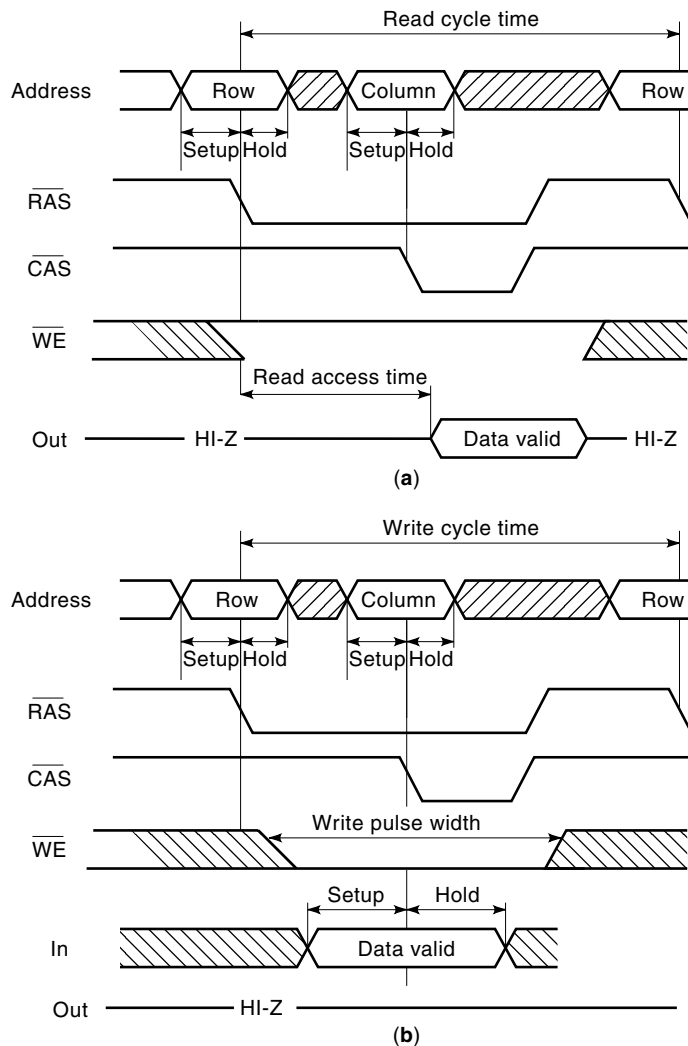 Read cycle time
Address Row Column Row
Setup Hold Setup Hold
RAS
CAS
WE
Read access time
Out HI-Z Data valid HI-Z
(a)
Write cycle time
Address Row Column Row
Setup Hold Setup Hold
RAS
CAS
WE Write pulse width
Setup Hold
In Data valid
Out HI-Z
(b)